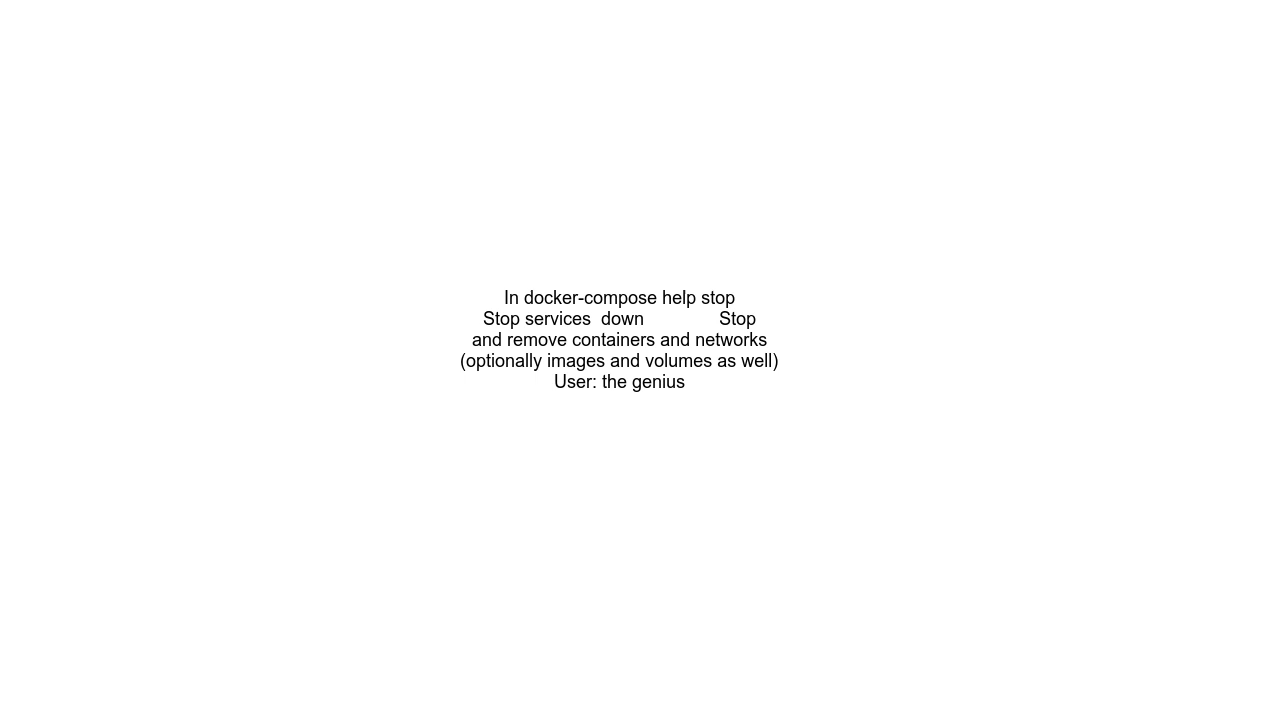 In docker-compose help stop
Stop services  down               Stop
and remove containers and networks
(optionally images and volumes as well)
User: the genius